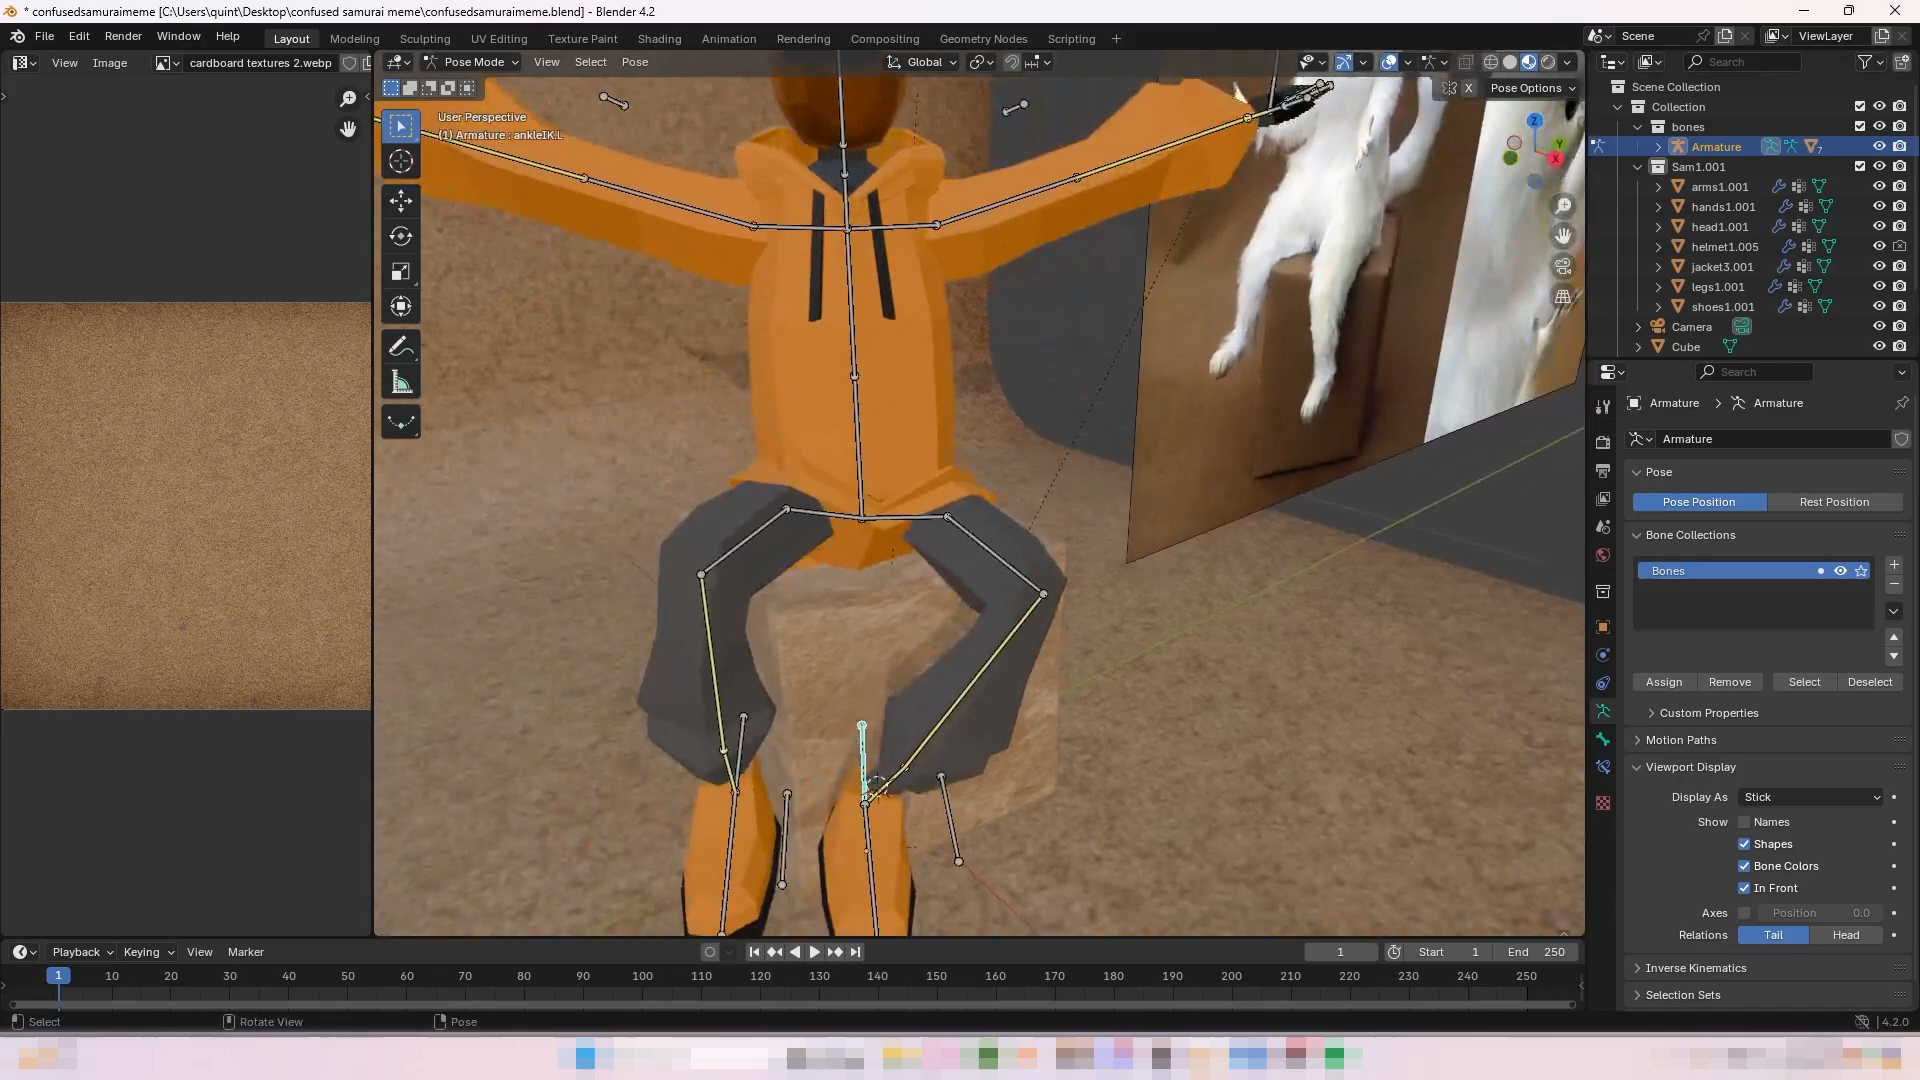 * confusedsamuraimeme [C:\Users\quint\Desktop\confused samurai meme\confusedsamuraimeme.blend] - Blender 4.2
File Edit Render Window Help Layout Modeling Sculpting UV Editing Texture Paint Shading Animation Rendering Compositing Geometry Nodes Scripting + Scene ViewLayer
View Image cardboard textures 2.webp Pose Mode View Select Pose Global Search
X Pose Options
User Perspective
(1) Armature : ankleIK.L
Z
Y
X
Scene Collection
Collection
bones
Armature 7
Sam1.001
arms1.001
hands1.001
head1.001
helmet1.005
jacket3.001
legs1.001
shoes1.001
Camera
Cube
Search
Armature > Armature
Armature
Pose
Pose Position Rest Position
Bone Collections
Bones
Assign Remove Select Deselect
Custom Properties
Motion Paths
Viewport Display
Display As Stick
Show Names
Shapes
Bone Colors
In Front
Axes Position 0.0
Relations Tail Head
Inverse Kinematics
Selection Sets
Playback Keying View Marker 1 Start 1 End 250
1 10 20 30 40 50 60 70 80 90 100 110 120 130 140 150 160 170 180 190 200 210 220 230 240 250
Select Rotate View Pose 4.2.0